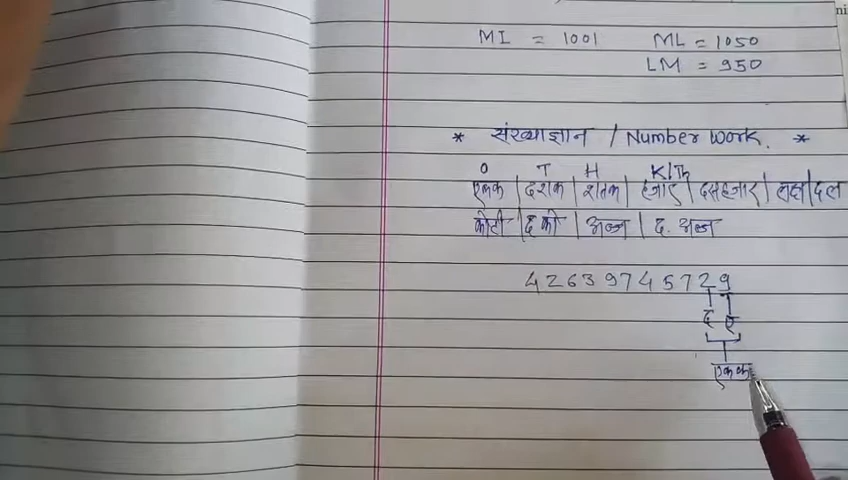 MI = 1001 ML = 1050
LM = 950
* संख्याज्ञान / Number work. *
O T H K/Th
एकक | दशक | शतक | हजार | दसहजार | लक्ष | दल
कोटी | द को | अब्ज | द. अब्ज
42639745729
द ए
एकक